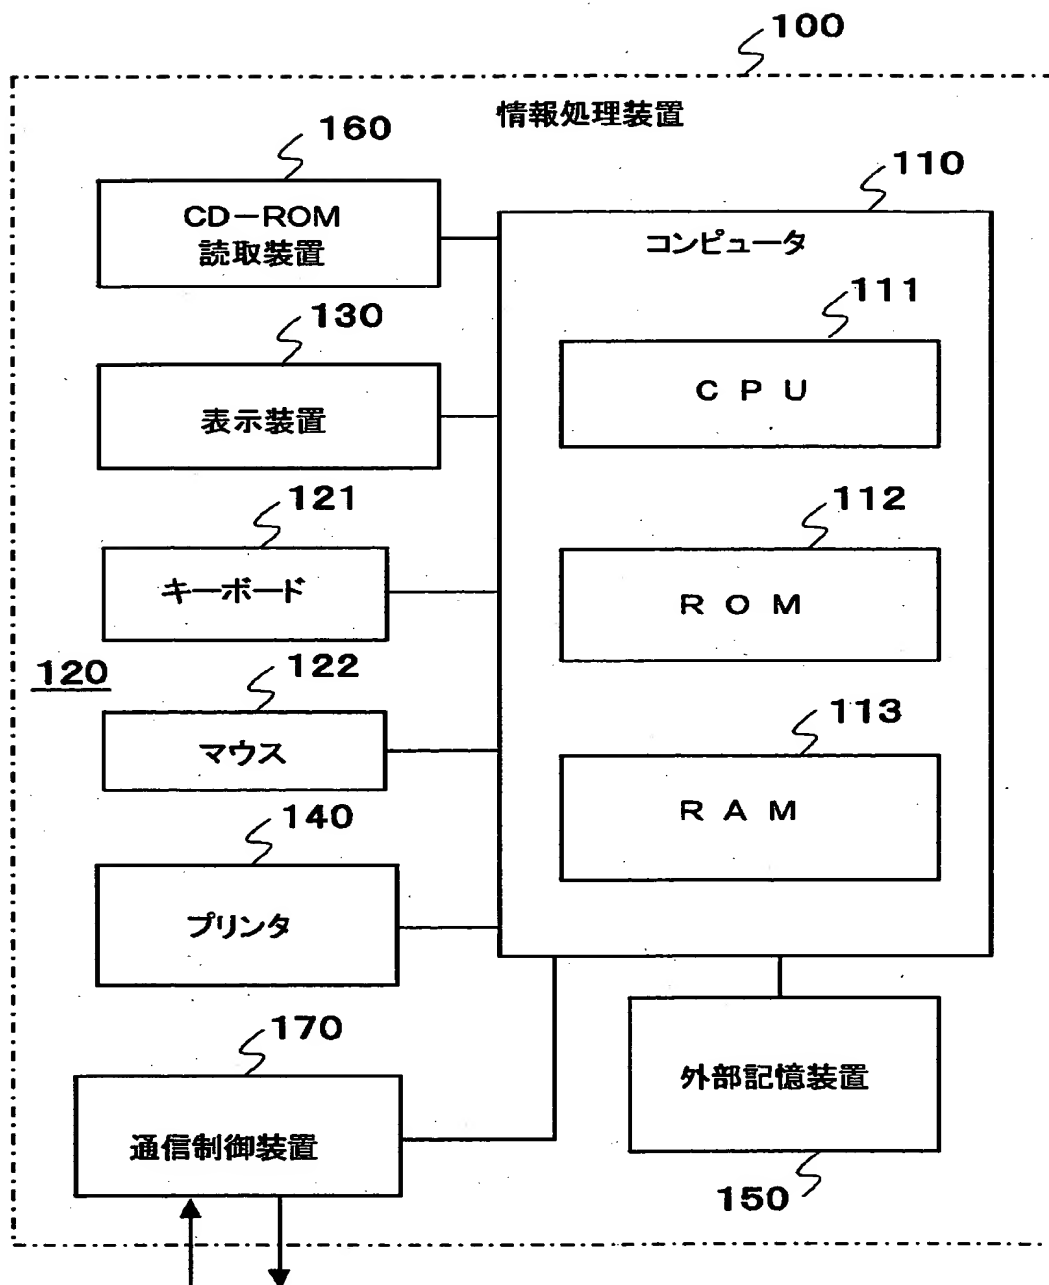 100
情報処理装置
160
CD-ROM
読取装置
110
コンピュータ
130
表示装置
111
CPU
121
キーボード
112
ROM
120
122
マウス
113
RAM
140
プリンタ
170
通信制御装置
外部記憶装置
150